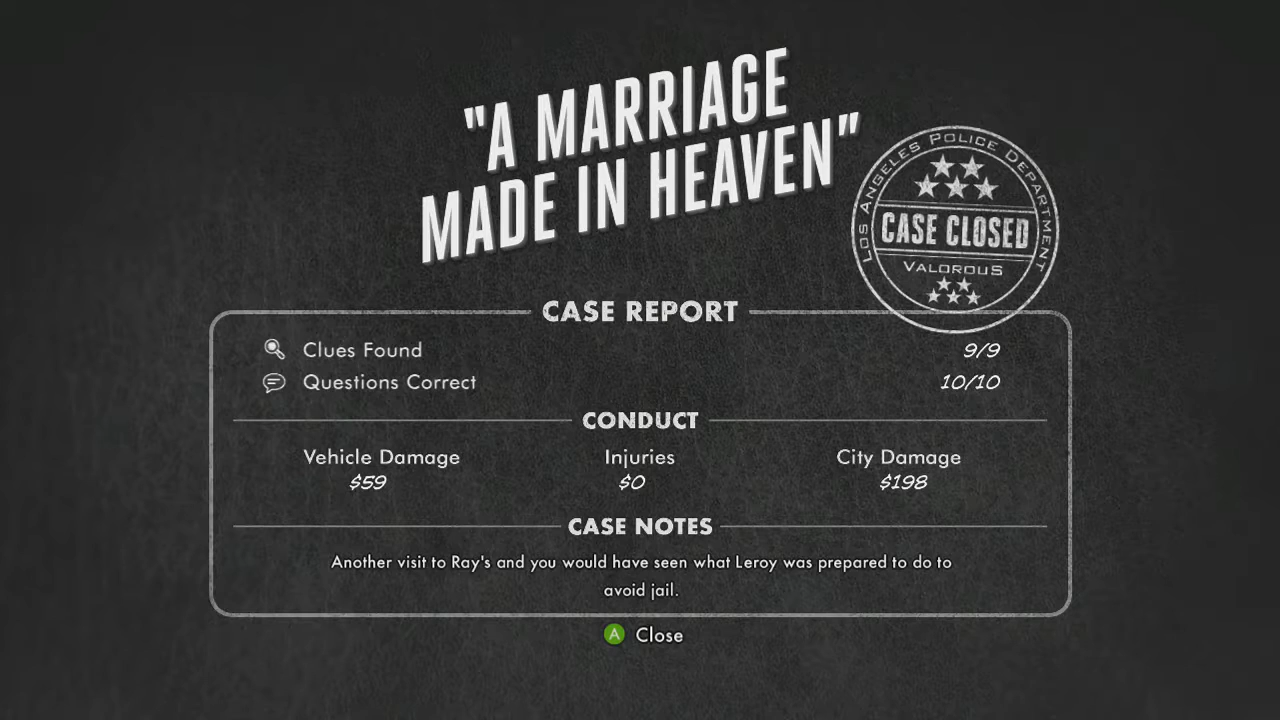 "A MARRIAGE
MADE IN HEAVEN"
LOS ANGELES POLICE DEPARTMENT
CASE CLOSED
VALOROUS
CASE REPORT
Clues Found 9/9
Questions Correct 10/10
CONDUCT
Vehicle Damage Injuries City Damage
$59 $0 $198
CASE NOTES
Another visit to Ray's and you would have seen what Leroy was prepared to do to
avoid jail.
A Close